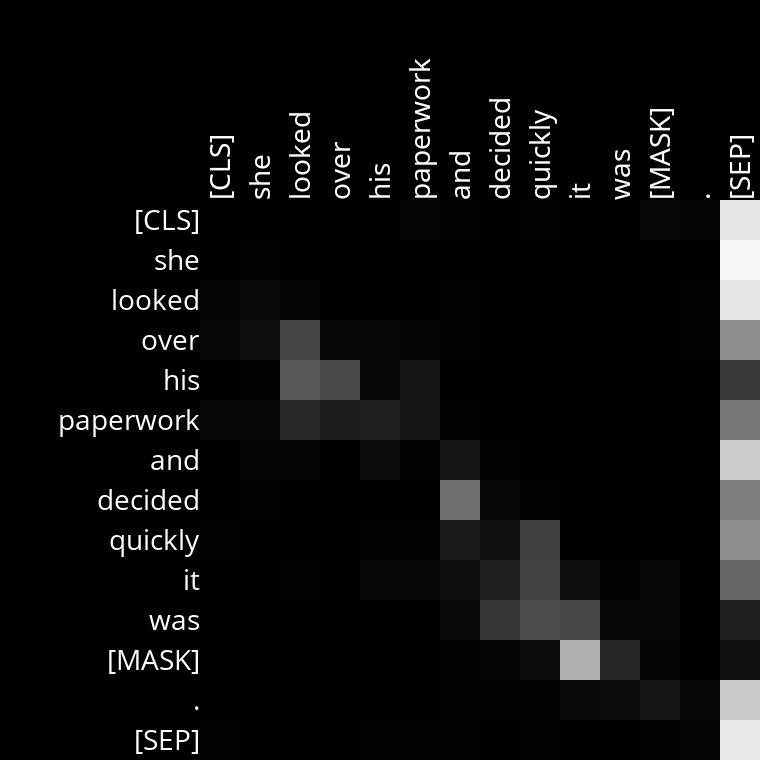 [CLS] she looked over his paperwork and decided quickly it was [MASK] . [SEP]
[CLS]
she
looked
over
his
paperwork
and
decided
quickly
it
was
[MASK]
.
[SEP]